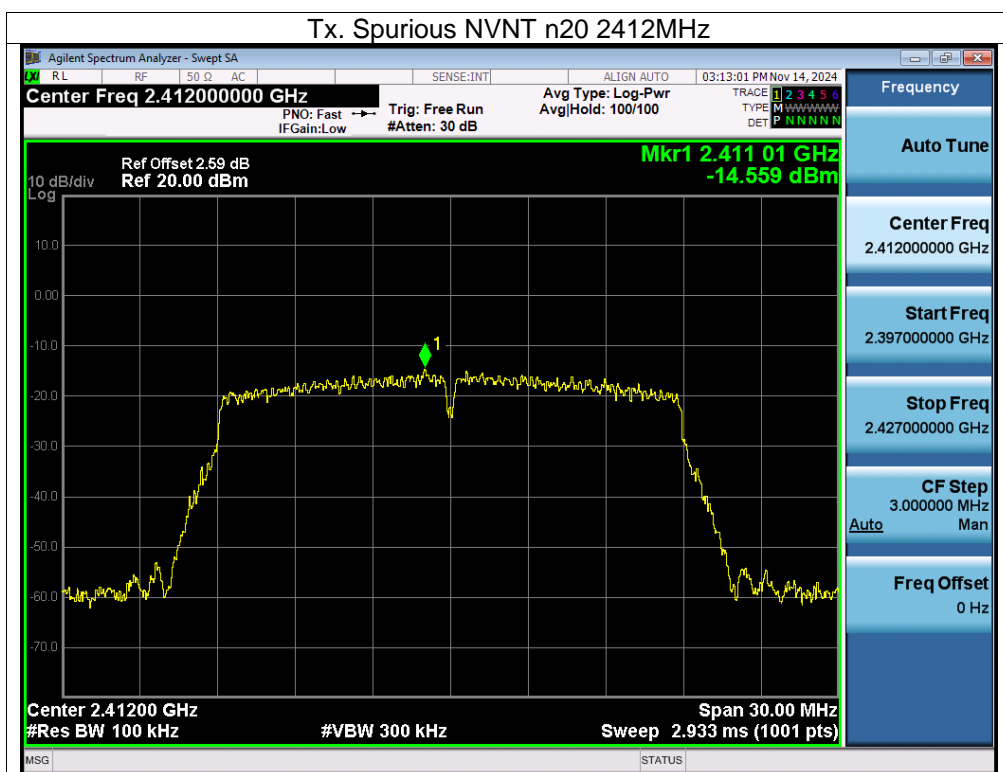 Tx. Spurious NVNT n20 2412MHz
Agilent Spectrum Analyzer - Swept SA
LXI RL RF 50 Ω AC SENSE:INT ALIGN AUTO 03:13:01 PM Nov 14, 2024
Center Freq 2.412000000 GHz
PNO: Fast
IFGain:Low
Trig: Free Run
#Atten: 30 dB
Avg Type: Log-Pwr
Avg|Hold: 100/100
TRACE 1 2 3 4 5 6
TYPE M W W W W W
DET P N N N N N
Mkr1 2.411 01 GHz
-14.559 dBm
Ref Offset 2.59 dB
10 dB/div Ref 20.00 dBm
Log
10.0
0.00
-10.0
-20.0
-30.0
-40.0
-50.0
-60.0
-70.0
1
Center 2.41200 GHz Span 30.00 MHz
#Res BW 100 kHz #VBW 300 kHz Sweep 2.933 ms (1001 pts)
MSG STATUS
Frequency
Auto Tune
Center Freq
2.412000000 GHz
Start Freq
2.397000000 GHz
Stop Freq
2.427000000 GHz
CF Step
3.000000 MHz
Auto Man
Freq Offset
0 Hz